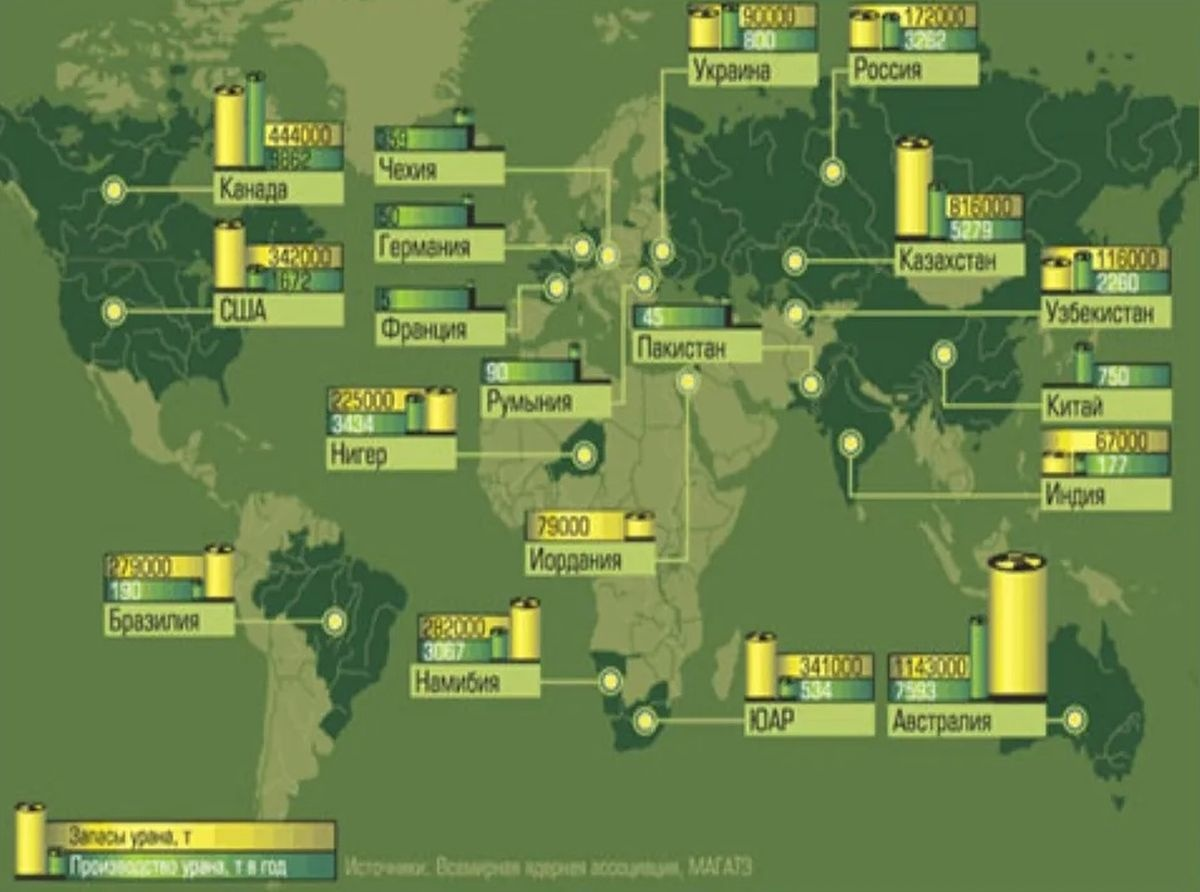 90000
800
Украина
172000
3262
Россия
444000
9862
Канада
359
Чехия
816000
5279
Казахстан
50
Германия
342000
1672
США
116000
2260
Узбекистан
5
Франция
45
Пакистан
750
Китай
90
Румыния
225000
3434
Нигер
67000
177
Индия
79000
Иордания
279000
190
Бразилия
282000
3067
Намибия
341000
534
ЮАР
1143000
7593
Австралия
Запасы урана, т
Производство урана, т в год
Источники: Всемирная ядерная ассоциация, МАГАТЭ